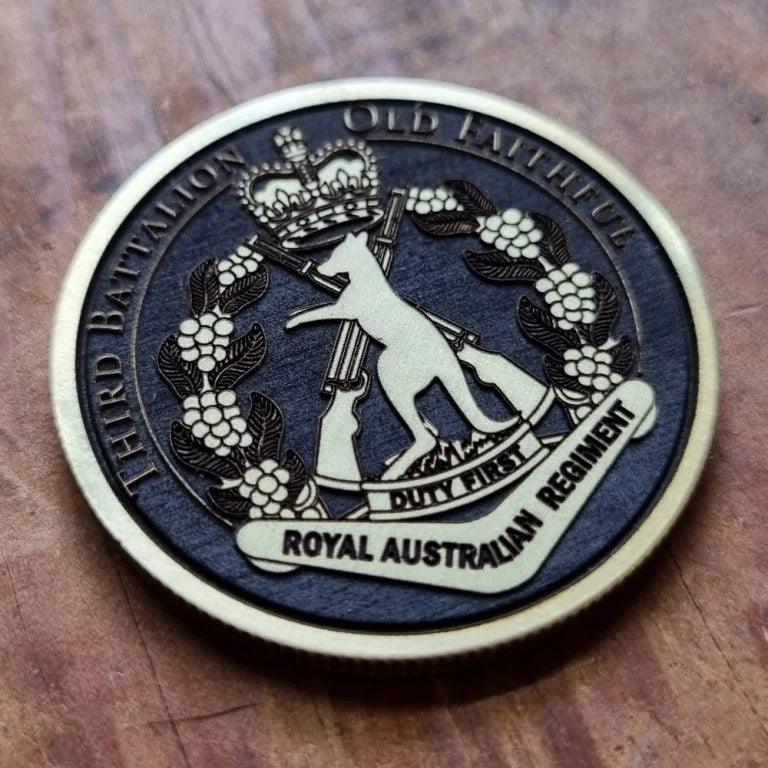 THIRD BATTALION OLD FAITHFUL
DUTY FIRST
ROYAL AUSTRALIAN REGIMENT